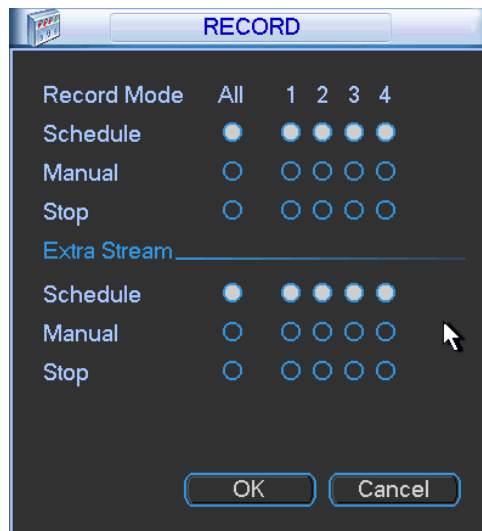 RECORD
Record Mode All 1 2 3 4
Schedule
Manual
Stop
Extra Stream
Schedule
Manual
Stop
OK Cancel